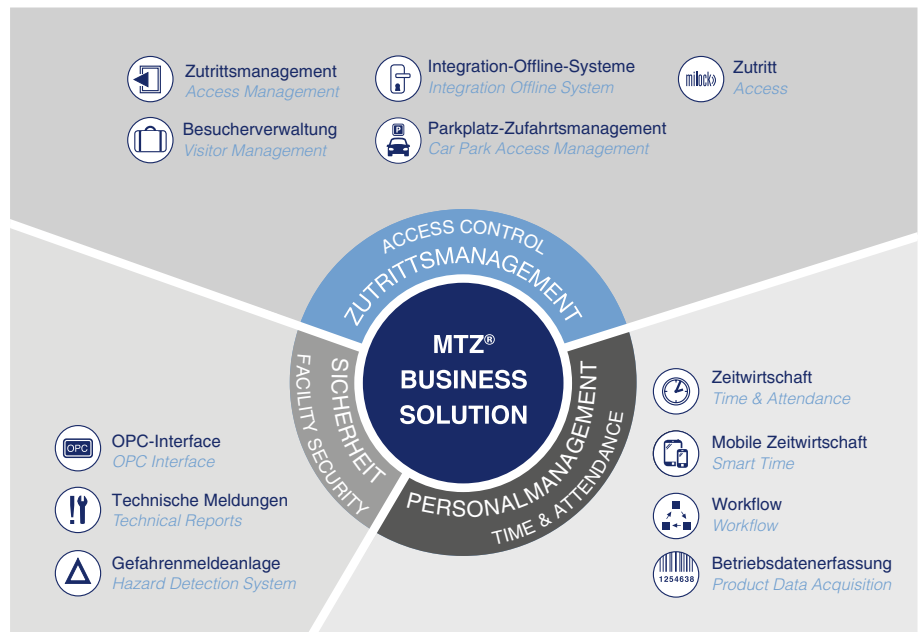 Zutrittsmanagement
Access Management
Integration-Offline-Systeme
Integration Offline System
milock
Zutritt
Access
Besucherverwaltung
Visitor Management
P
Parkplatz-Zufahrtsmanagement
Car Park Access Management
ACCESS CONTROL
ZUTRITTSMANAGEMENT
MTZ®
BUSINESS
SOLUTION
SICHERHEIT
FACILITY SECURITY
PERSONALMANAGEMENT
TIME & ATTENDANCE
OPC
OPC-Interface
OPC Interface
Technische Meldungen
Technical Reports
Gefahrenmeldeanlage
Hazard Detection System
Zeitwirtschaft
Time & Attendance
Mobile Zeitwirtschaft
Smart Time
Workflow
Workflow
1254638
Betriebsdatenerfassung
Product Data Acquisition